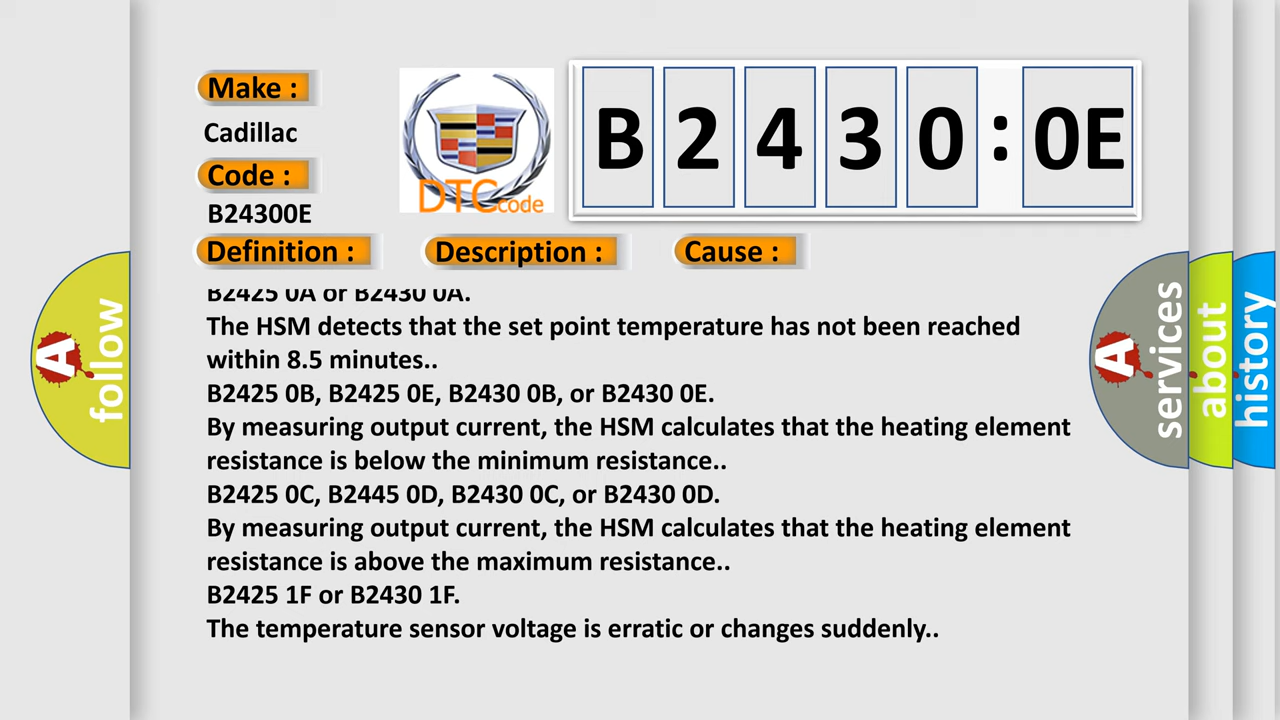 Make :
Cadillac
Code :
B24300E
DTCcode
B2430:0E
Definition :
Description :
Cause :
B2425 0A or B2430 0A.
The HSM detects that the set point temperature has not been reached
within 8.5 minutes..
B2425 0B, B2425 0E, B2430 0B, or B2430 0E.
By measuring output current, the HSM calculates that the heating element
resistance is below the minimum resistance..
B2425 0C, B2445 0D, B2430 0C, or B2430 0D.
By measuring output current, the HSM calculates that the heating element
resistance is above the maximum resistance..
B2425 1F or B2430 1F.
The temperature sensor voltage is erratic or changes suddenly..
A
follow
A
services
about
history